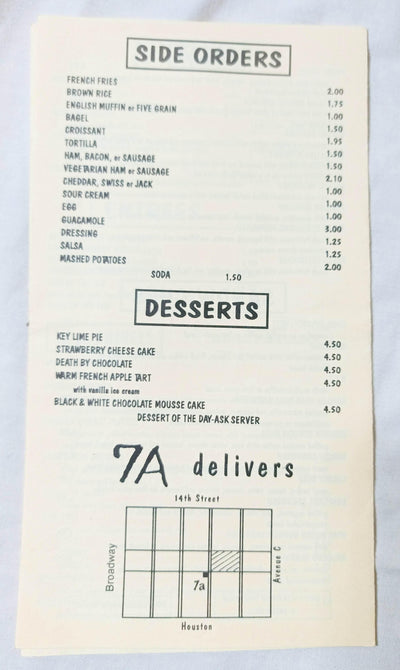 SIDE ORDERS
FRENCH FRIES 2.00
BROWN RICE 1.75
ENGLISH MUFFIN or FIVE GRAIN 1.00
BAGEL 1.50
CROISSANT 1.95
TORTILLA 1.50
HAM, BACON, or SAUSAGE 1.50
VEGETARIAN HAM or SAUSAGE 2.10
CHEDDAR, SWISS or JACK 1.00
SOUR CREAM 1.00
EGG 1.00
GUACAMOLE 3.00
DRESSING 1.25
SALSA 1.25
MASHED POTATOES 2.00
SODA 1.50
DESSERTS
KEY LIME PIE 4.50
STRAWBERRY CHEESE CAKE 4.50
DEATH BY CHOCOLATE 4.50
WARM FRENCH APPLE TART 4.50
with vanilla ice cream
BLACK & WHITE CHOCOLATE MOUSSE CAKE 4.50
DESSERT OF THE DAY-ASK SERVER
7A delivers
14th Street
Broadway
Avenue C
7a
Houston